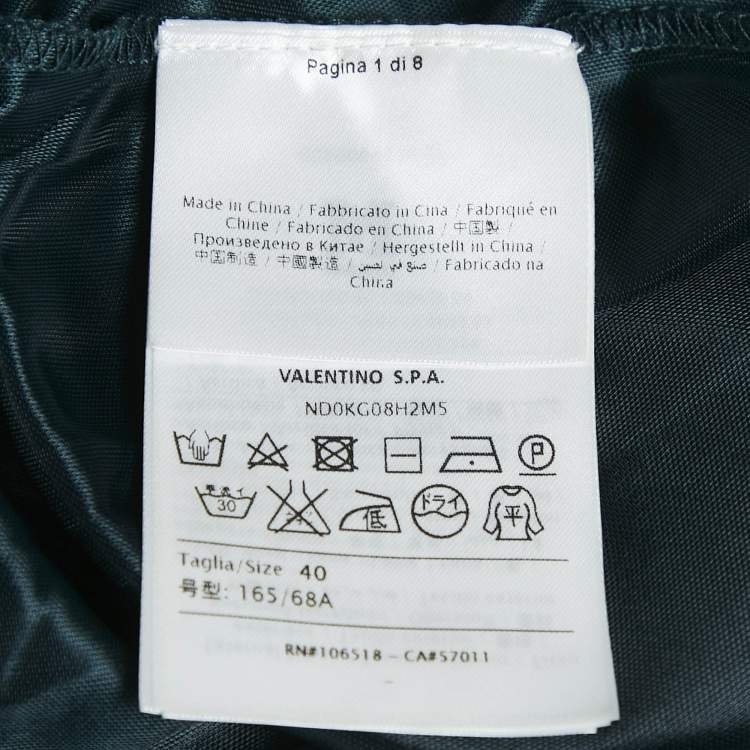 Pagina 1 di 8
Made in China / Fabbricato in Cina / Fabriqué en
Chine / Fabricado en China / 中国製 /
Произведено в Китае / Hergestellt in China /
中国制造 / 中國製造 / صنع في لصين / Fabricado na
China
VALENTINO S.P.A.
ND0KG08H2M5
P
30 低 ドライ 平
Taglia/Size 40
号型: 165/68A
RN#106518 – CA#57011